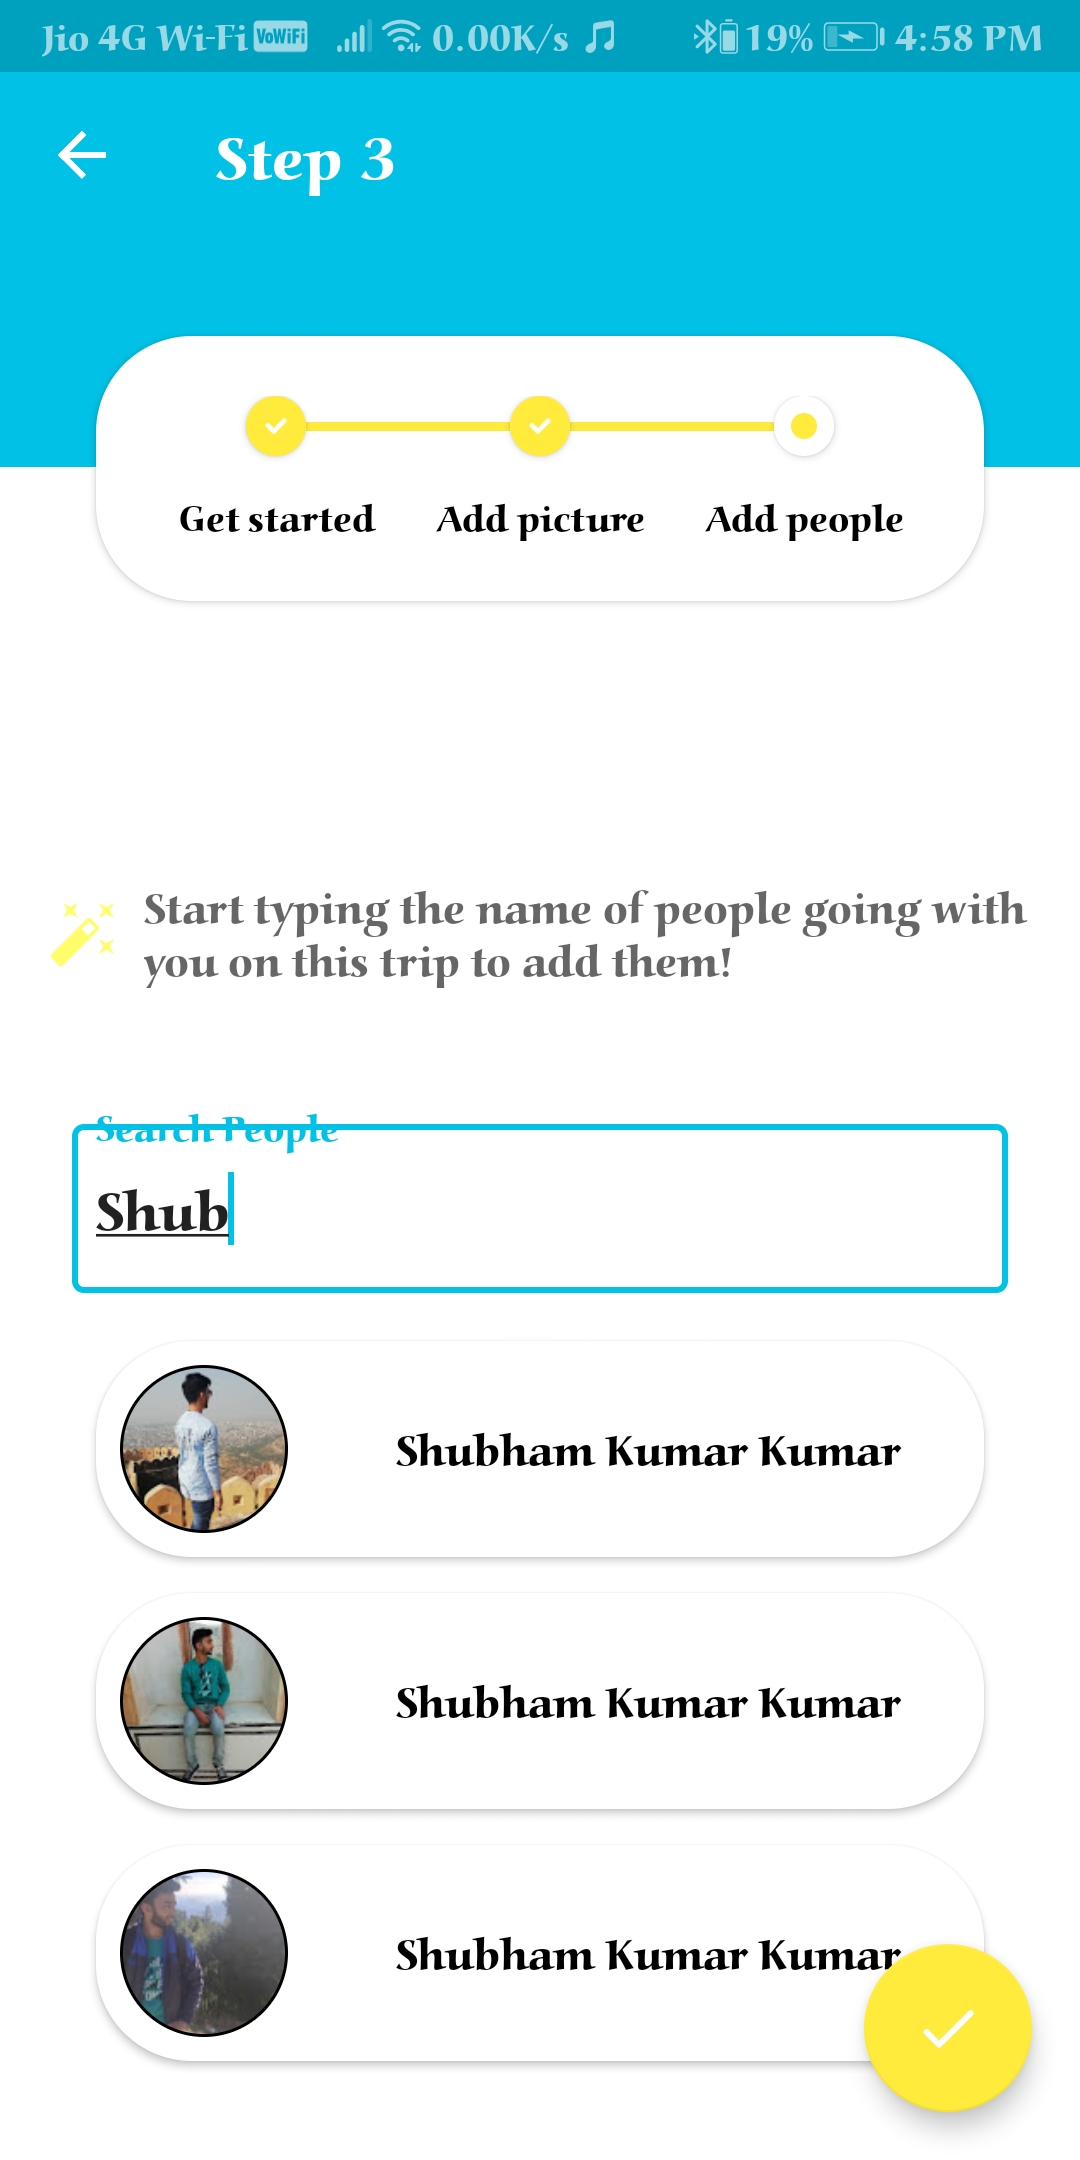 Jio 4G Wi-Fi VoWiFi 0.00K/s 19% 4:58 PM
Step 3
Get started Add picture Add people
Start typing the name of people going with
you on this trip to add them!
Search People
Shub
Shubham Kumar Kumar
Shubham Kumar Kumar
Shubham Kumar Kumar